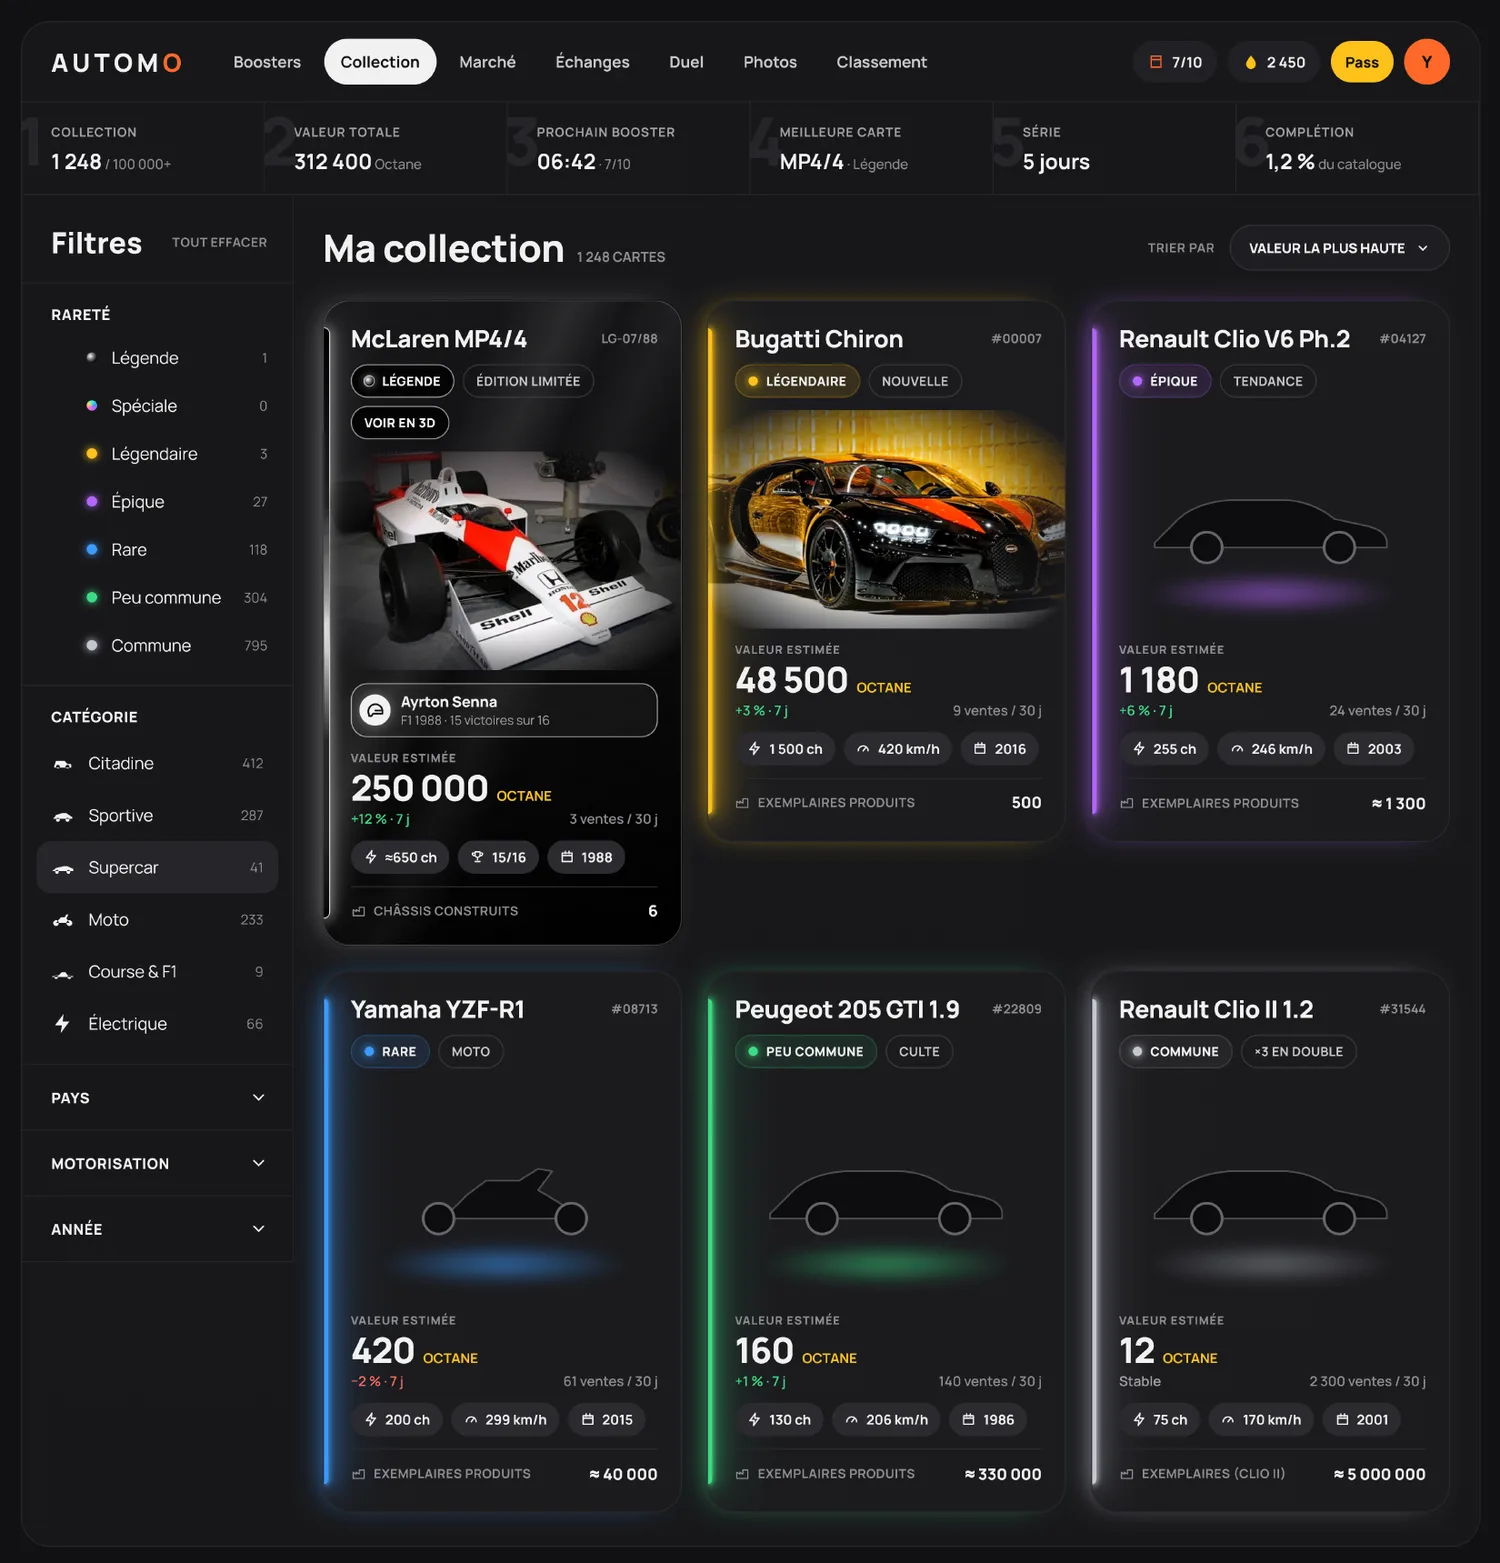 AUTOMO
Boosters
Collection
Marché
Échanges
Duel
Photos
Classement
7/10
2 450
Pass
Y
1
COLLECTION
1 248 / 100 000+
2
VALEUR TOTALE
312 400 Octane
3
PROCHAIN BOOSTER
06:42 · 7/10
4
MEILLEURE CARTE
MP4/4 · Légende
5
SÉRIE
5 jours
6
COMPLÉTION
1,2 % du catalogue
Filtres
TOUT EFFACER
RARETÉ
Légende 1
Spéciale 0
Légendaire 3
Épique 27
Rare 118
Peu commune 304
Commune 795
CATÉGORIE
Citadine 412
Sportive 287
Supercar 41
Moto 233
Course & F1 9
Électrique 66
PAYS
MOTORISATION
ANNÉE
Ma collection 1 248 CARTES
TRIER PAR
VALEUR LA PLUS HAUTE
McLaren MP4/4
LG-07/88
LÉGENDE
ÉDITION LIMITÉE
VOIR EN 3D
Marlboro
HONDA
12
Shell
Shell
Ayrton Senna
F1 1988 · 15 victoires sur 16
VALEUR ESTIMÉE
250 000 OCTANE
+12 % · 7 j
3 ventes / 30 j
≈650 ch
15/16
1988
CHÂSSIS CONSTRUITS
6
Bugatti Chiron
#00007
LÉGENDAIRE
NOUVELLE
VALEUR ESTIMÉE
48 500 OCTANE
+3 % · 7 j
9 ventes / 30 j
1 500 ch
420 km/h
2016
EXEMPLAIRES PRODUITS
500
Renault Clio V6 Ph.2
#04127
ÉPIQUE
TENDANCE
VALEUR ESTIMÉE
1 180 OCTANE
+6 % · 7 j
24 ventes / 30 j
255 ch
246 km/h
2003
EXEMPLAIRES PRODUITS
≈ 1 300
Yamaha YZF-R1
#08713
RARE
MOTO
VALEUR ESTIMÉE
420 OCTANE
−2 % · 7 j
61 ventes / 30 j
200 ch
299 km/h
2015
EXEMPLAIRES PRODUITS
≈ 40 000
Peugeot 205 GTI 1.9
#22809
PEU COMMUNE
CULTE
VALEUR ESTIMÉE
160 OCTANE
+1 % · 7 j
140 ventes / 30 j
130 ch
206 km/h
1986
EXEMPLAIRES PRODUITS
≈ 330 000
Renault Clio II 1.2
#31544
COMMUNE
×3 EN DOUBLE
VALEUR ESTIMÉE
12 OCTANE
Stable
2 300 ventes / 30 j
75 ch
170 km/h
2001
EXEMPLAIRES (CLIO II)
≈ 5 000 000